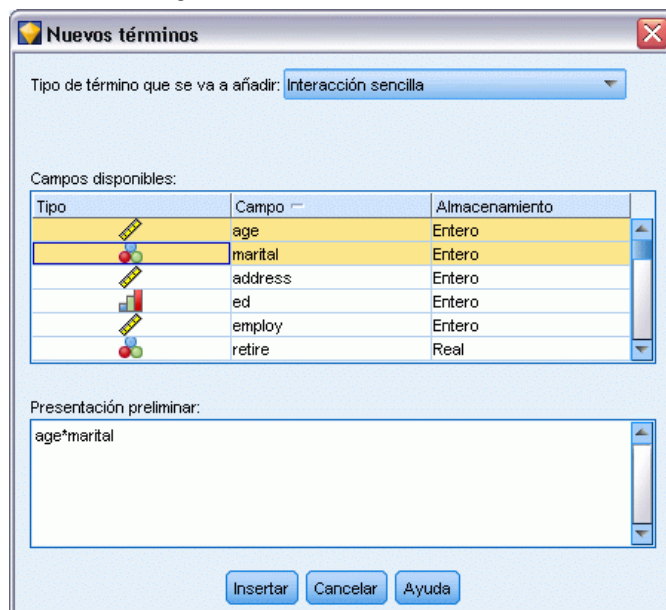 Nuevos términos
Tipo de término que se va a añadir: Interacción sencilla
Campos disponibles:
Tipo Campo Almacenamiento
age Entero
marital Entero
address Entero
ed Entero
employ Entero
retire Real
Presentación preliminar:
age*marital
Insertar Cancelar Ayuda